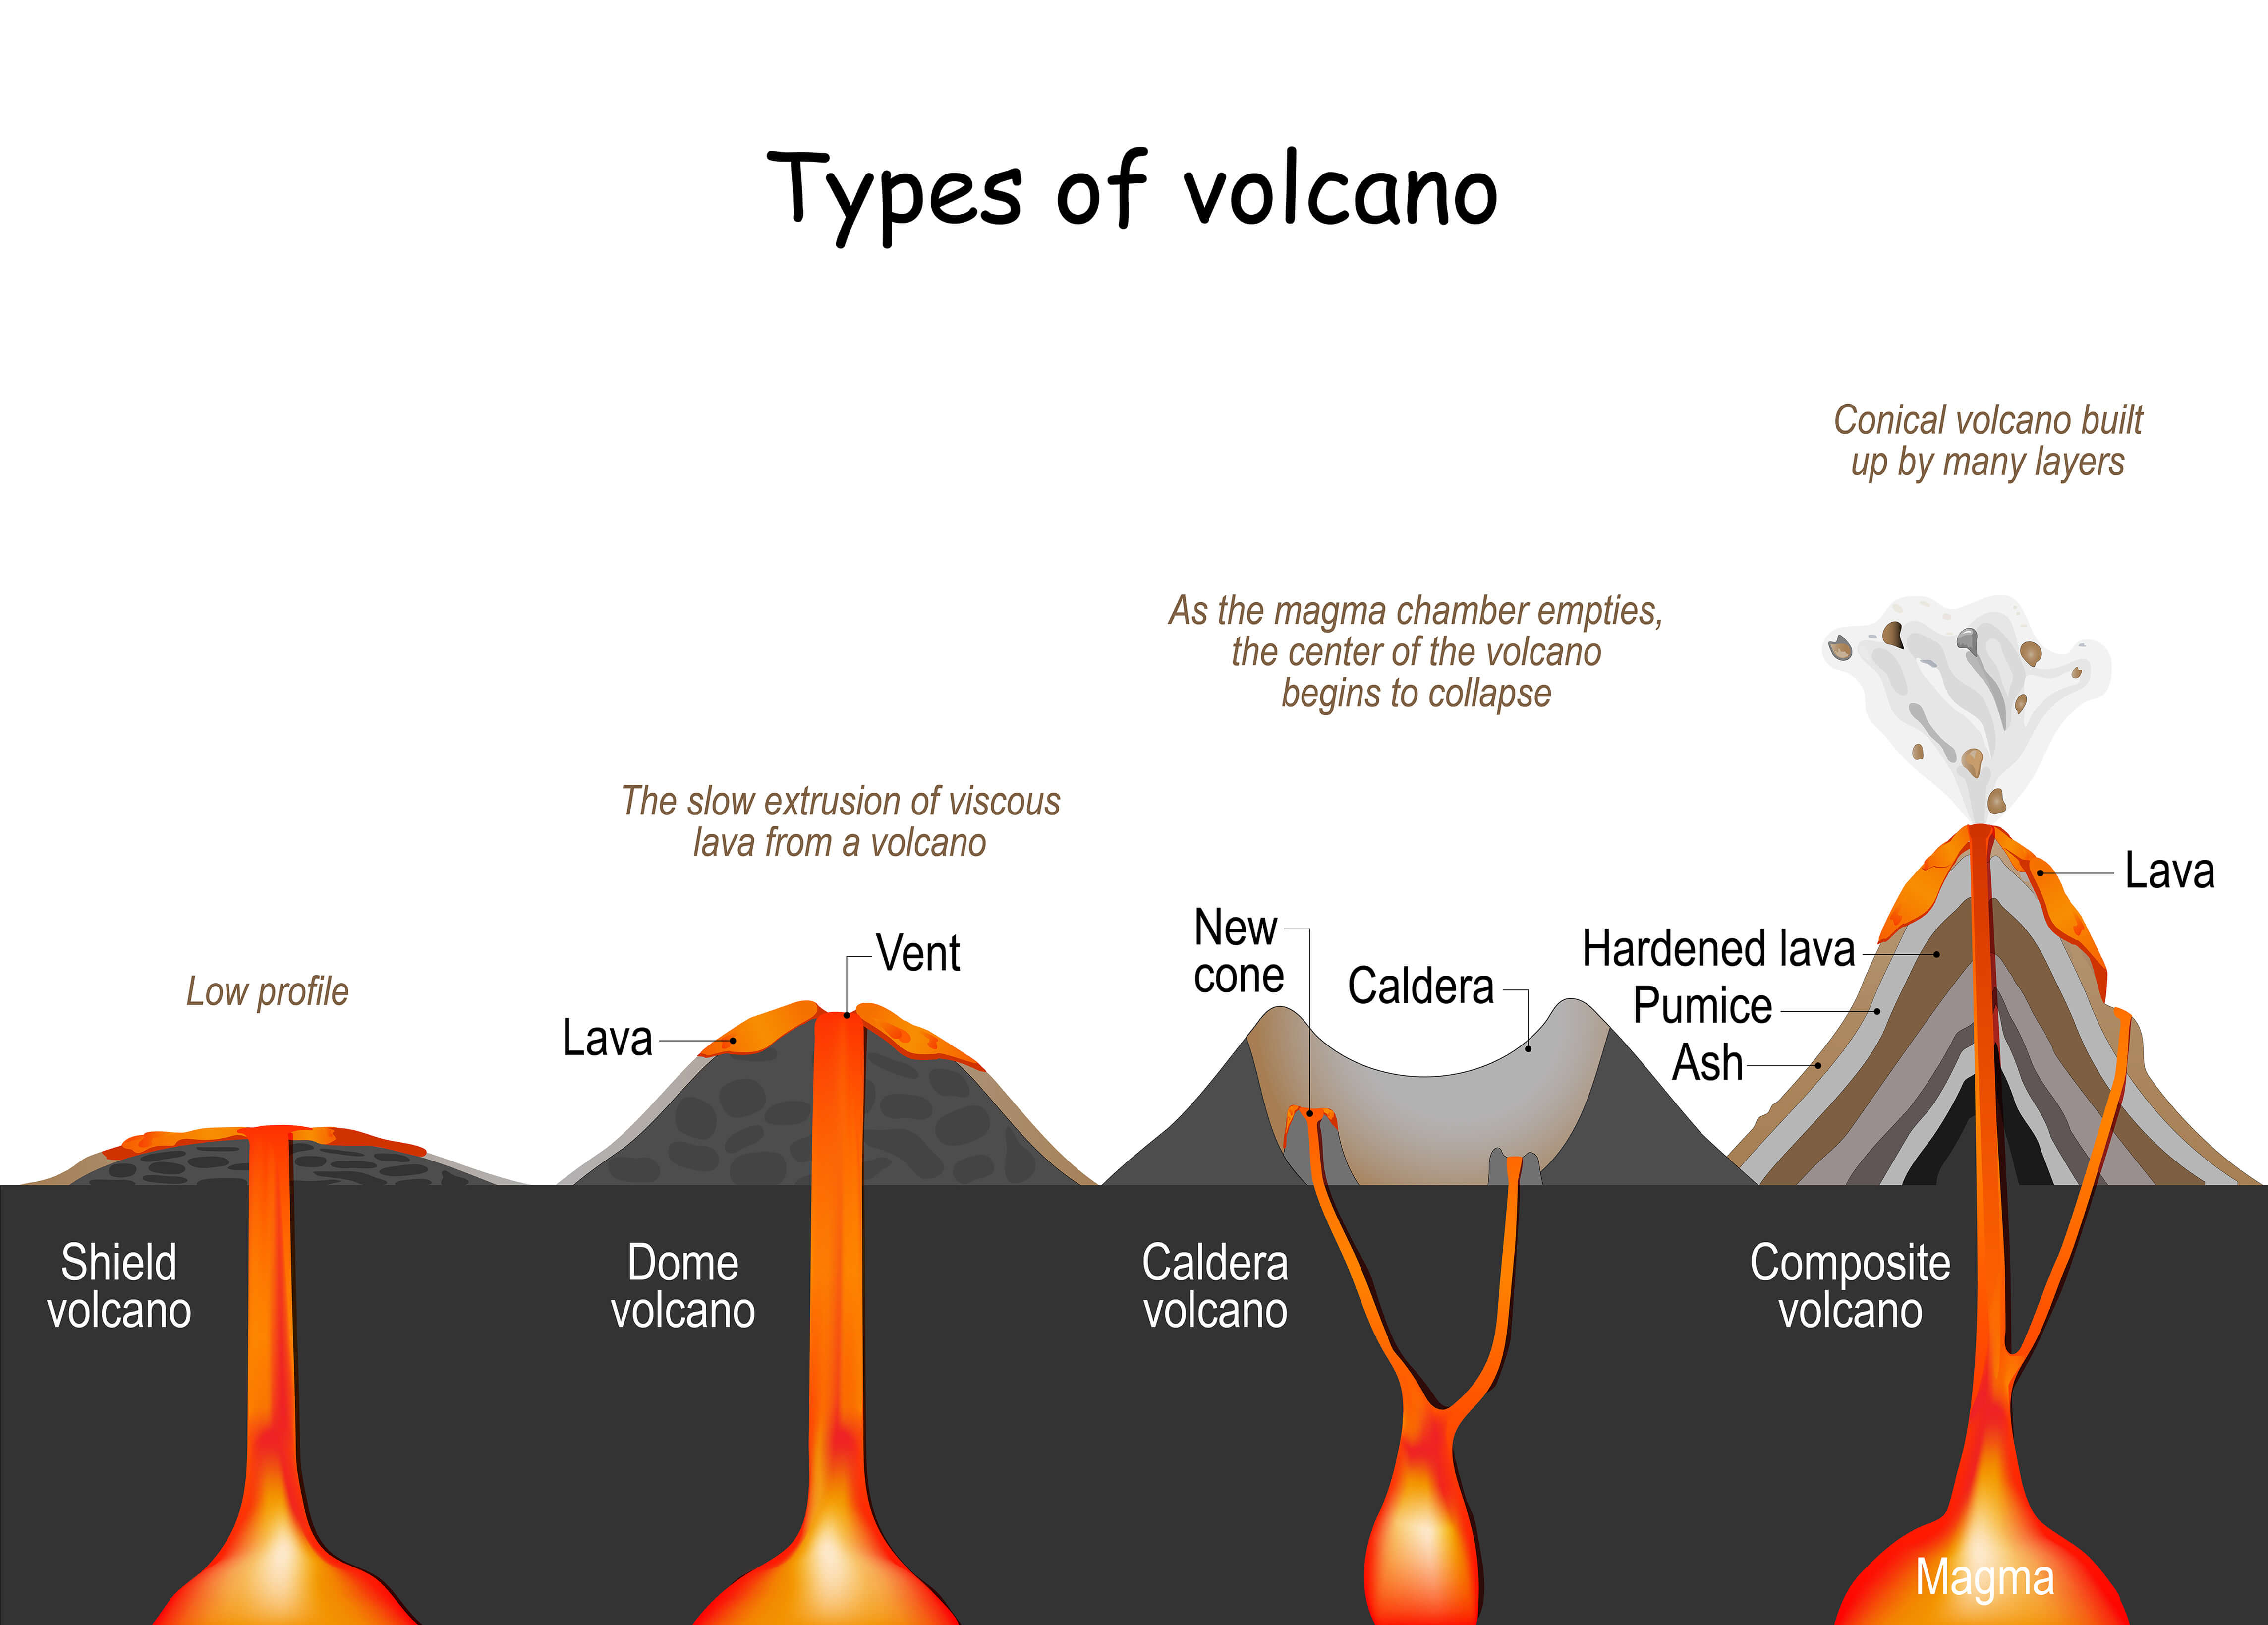 Types of volcano
Conical volcano built
up by many layers
As the magma chamber empties,
the center of the volcano
begins to collapse
The slow extrusion of viscous
lava from a volcano
Low profile
Lava
Vent
New
cone
Caldera
Hardened lava
Pumice
Ash
Lava
Shield
volcano
Dome
volcano
Caldera
volcano
Composite
volcano
Magma